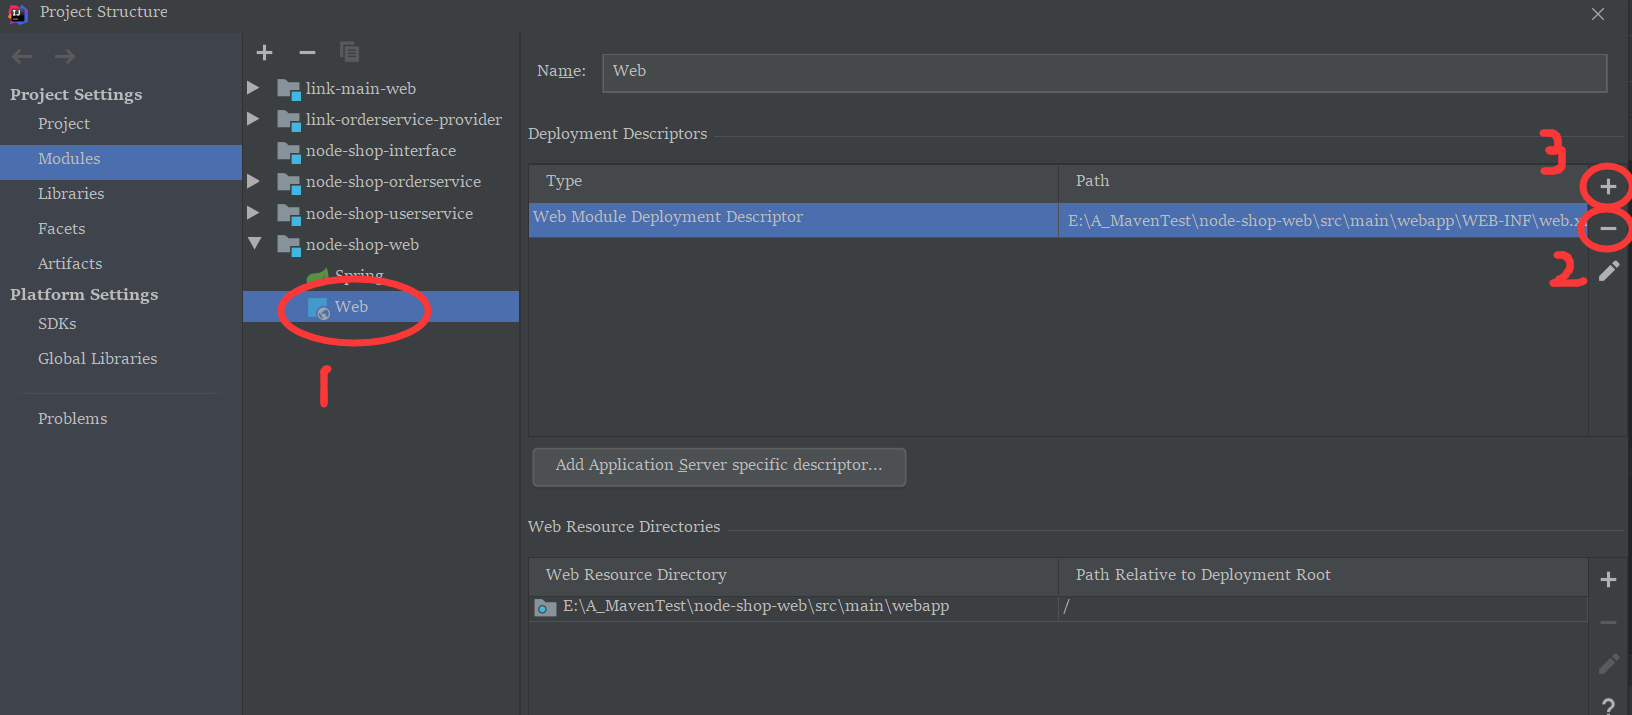 Project Structure
Project Settings
Project
Modules
Libraries
Facets
Artifacts
Platform Settings
SDKs
Global Libraries
Problems
link-main-web
link-orderservice-provider
node-shop-interface
node-shop-orderservice
node-shop-userservice
node-shop-web
Spring
Web
1
Name: Web
Deployment Descriptors
3
Type Path
Web Module Deployment Descriptor E:\A_MavenTest\node-shop-web\src\main\webapp\WEB-INF\web.x
2
Add Application Server specific descriptor...
Web Resource Directories
Web Resource Directory Path Relative to Deployment Root
E:\A_MavenTest\node-shop-web\src\main\webapp /
?